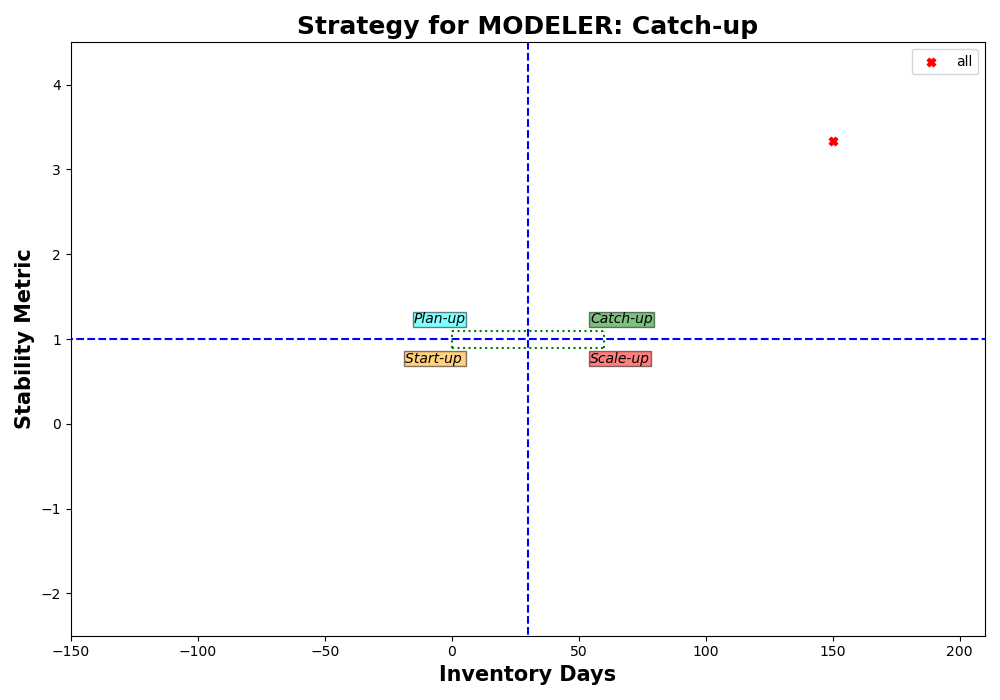 Strategy for MODELER: Catch-up
all
4
3
2
1
0
−1
−2
Stability Metric
Plan-up
Catch-up
Start-up
Scale-up
−150
−100
−50
0
50
100
150
200
Inventory Days